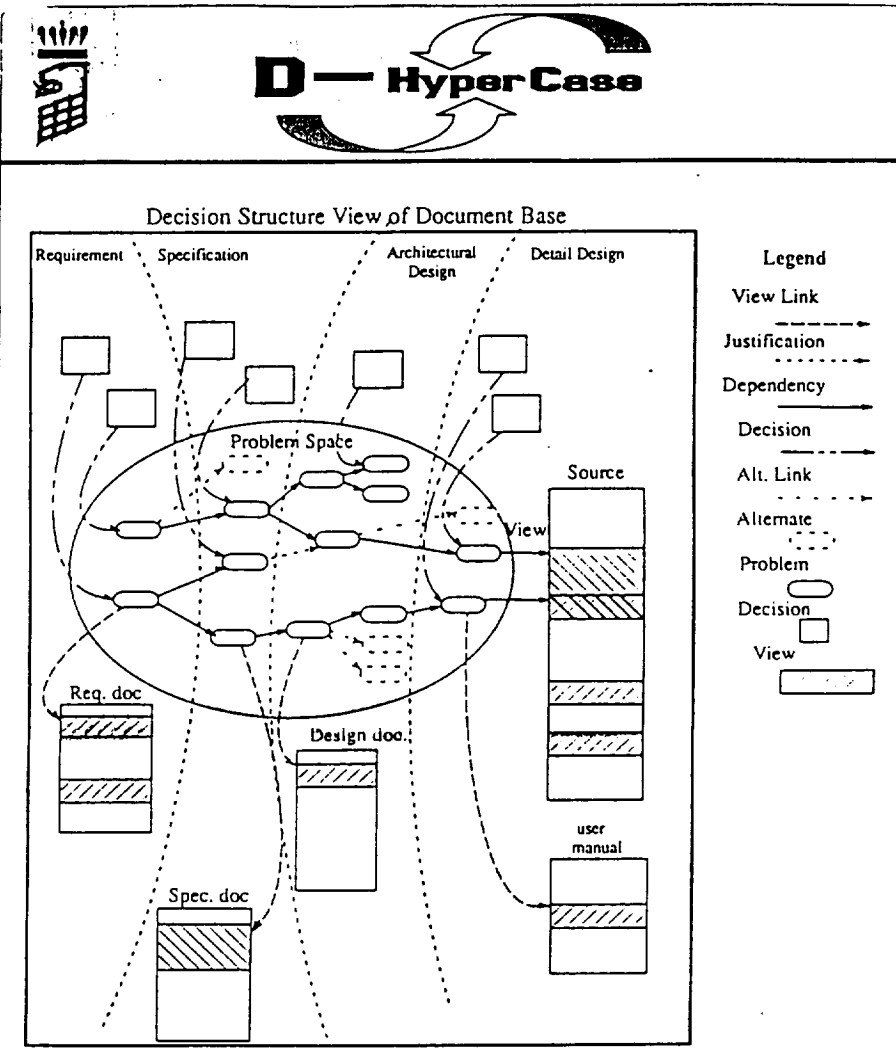 D — HyperCase
Decision Structure View of Document Base
Requirement
Specification
Architectural
Design
Detail Design
Problem Space
View
Source
Req. doc
Design doc.
Spec. doc
user
manual
Legend
View Link
Justification
Dependency
Decision
Alt. Link
Alternate
Problem
Decision
View